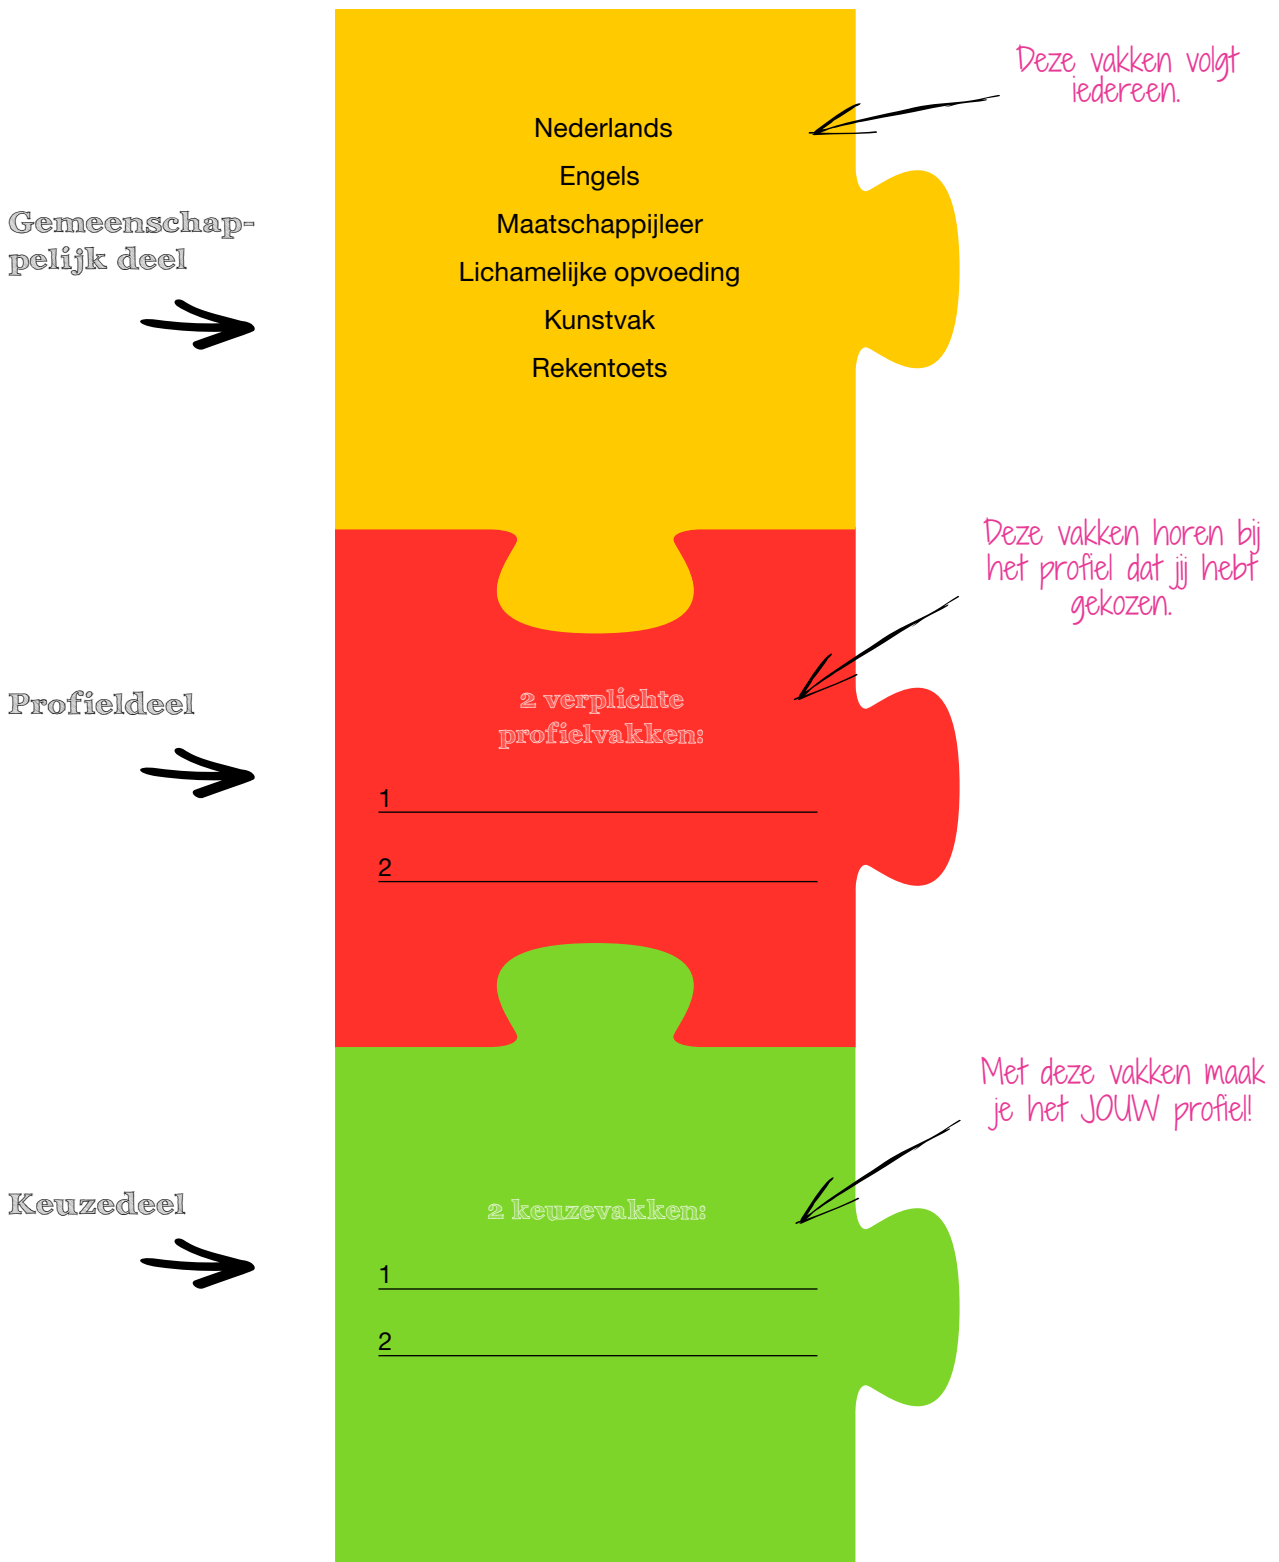 Deze vakken volgt
iedereen.
Nederlands
Engels
Maatschappijleer
Lichamelijke opvoeding
Kunstvak
Rekentoets
Gemeenschap-
pelijk deel
Deze vakken horen bij
het profiel dat jij hebt
gekozen.
Profieldeel
2 verplichte
profielvakken:
1
2
Met deze vakken maak
je het JOUW profiel!
Keuzedeel
2 keuzevakken:
1
2